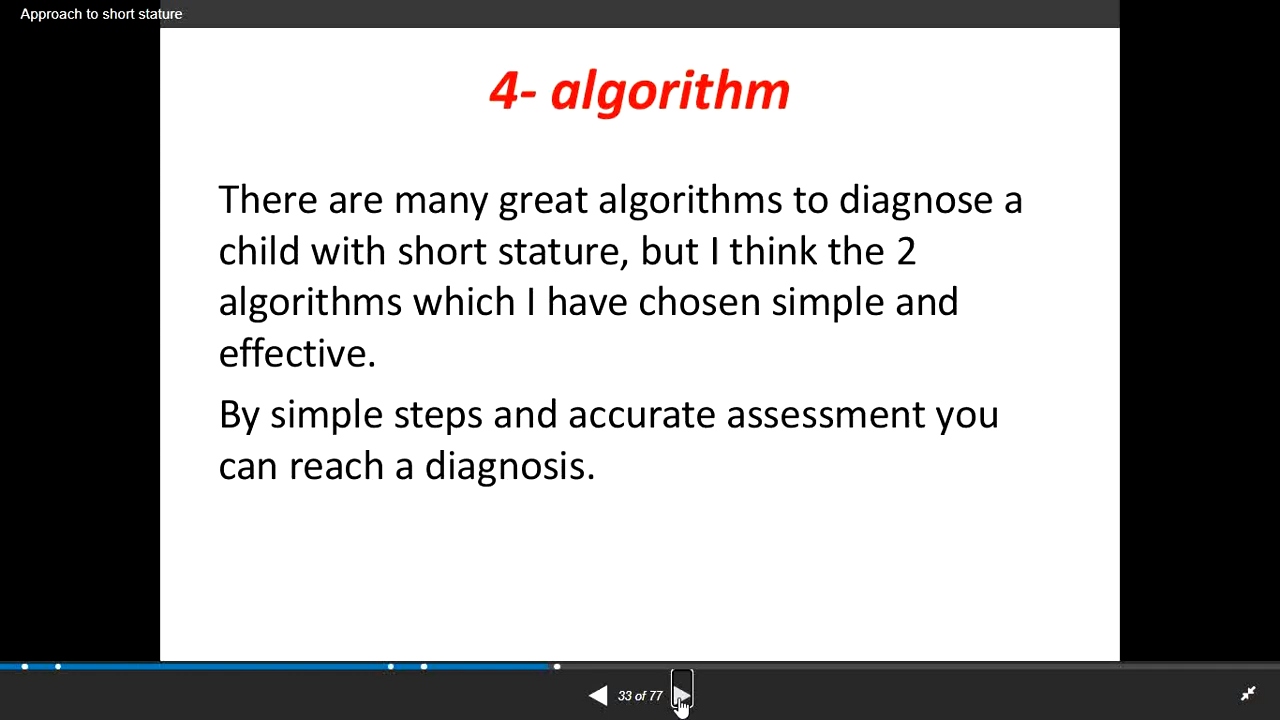 Approach to short stature
4- algorithm
There are many great algorithms to diagnose a
child with short stature, but I think the 2
algorithms which I have chosen simple and
effective.
By simple steps and accurate assessment you
can reach a diagnosis.
33 of 77